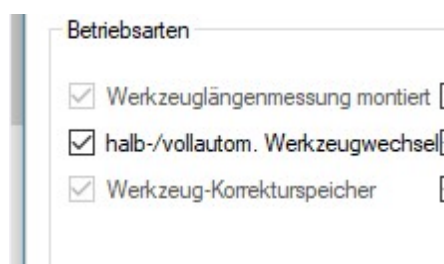 Betriebsarten
Werkzeuglängenmessung montiert
halb-/vollautom. Werkzeugwechsel
Werkzeug-Korrekturspeicher